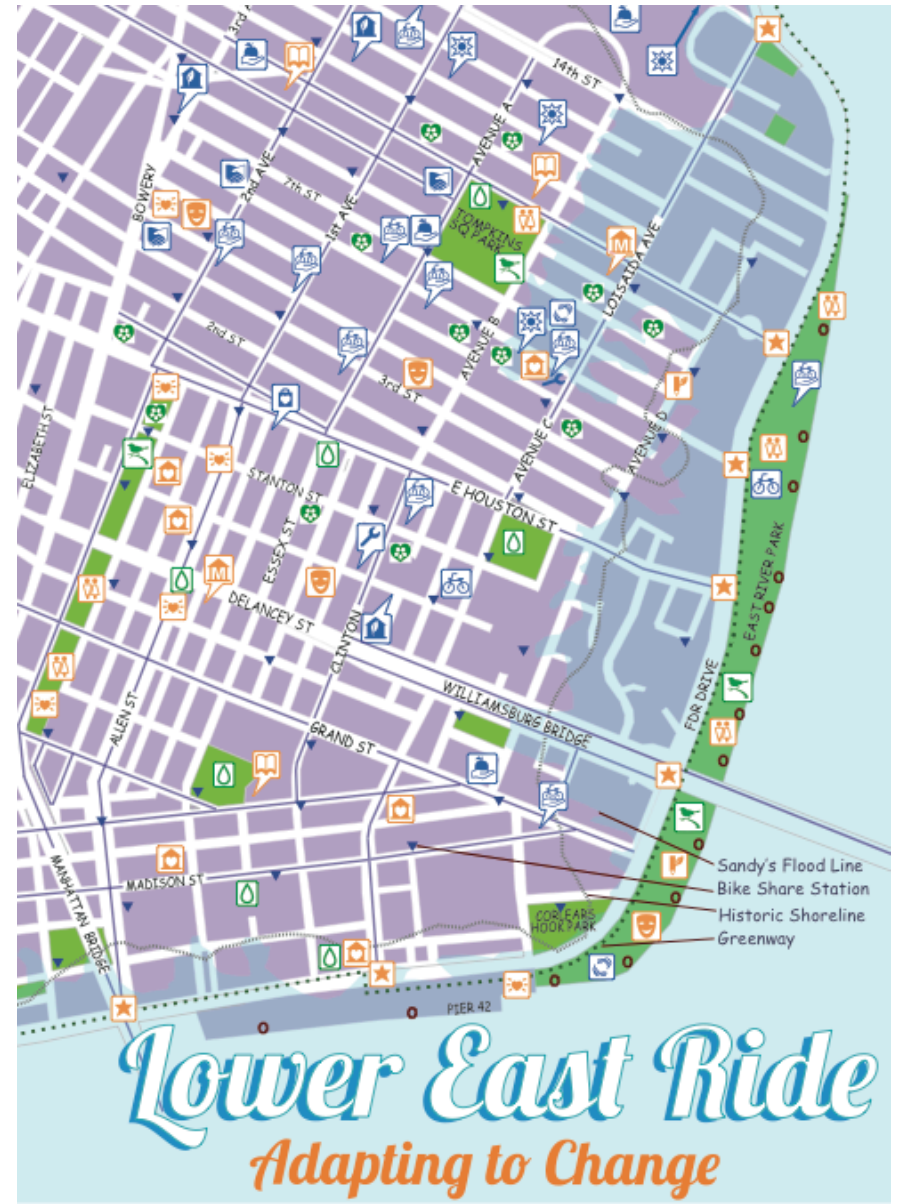 3rd A
14th ST
AVENUE A
BOWERY
2nd AVE
7th ST
1st AVE
TOMPKINS
SQ PARK
LOISAIDA AVE
2nd ST
AVENUE B
3rd ST
ELIZABETH ST
AVENUE C
AVENUE D
STANTON ST
E HOUSTON ST
ESSEX ST
EAST RIVER PARK
DELANCEY ST
CLINTON
WILLIAMSBURG BRIDGE
FDR DRIVE
ALLEN ST
GRAND ST
MANHATTAN BRIDGE
MADISON ST
Sandy's Flood Line
Bike Share Station
Historic Shoreline
Greenway
CORLEARS
HOOK PARK
PIER 42
Lower East Ride
Adapting to Change